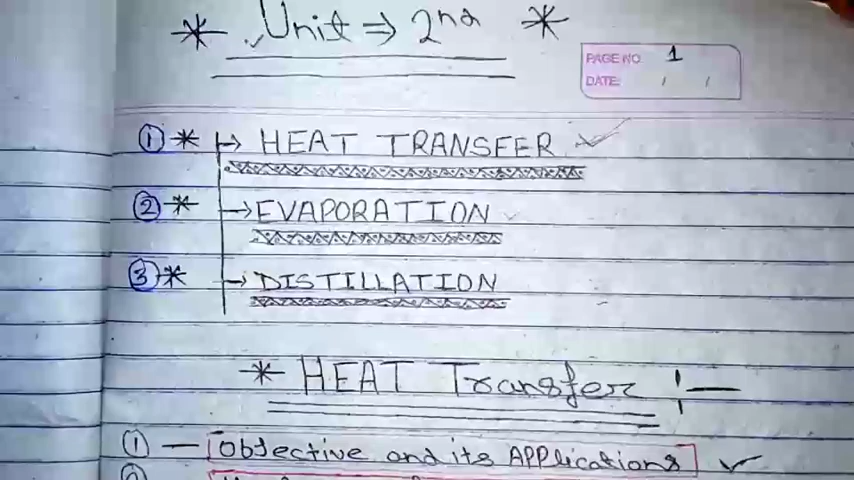 * Unit ⇒ 2nd *
PAGE NO. 1
DATE: / /
① * → HEAT TRANSFER ✓
② * → EVAPORATION ✓
③ * → DISTILLATION
* HEAT Transfer :—
① — Objective and its Applications ✓
②